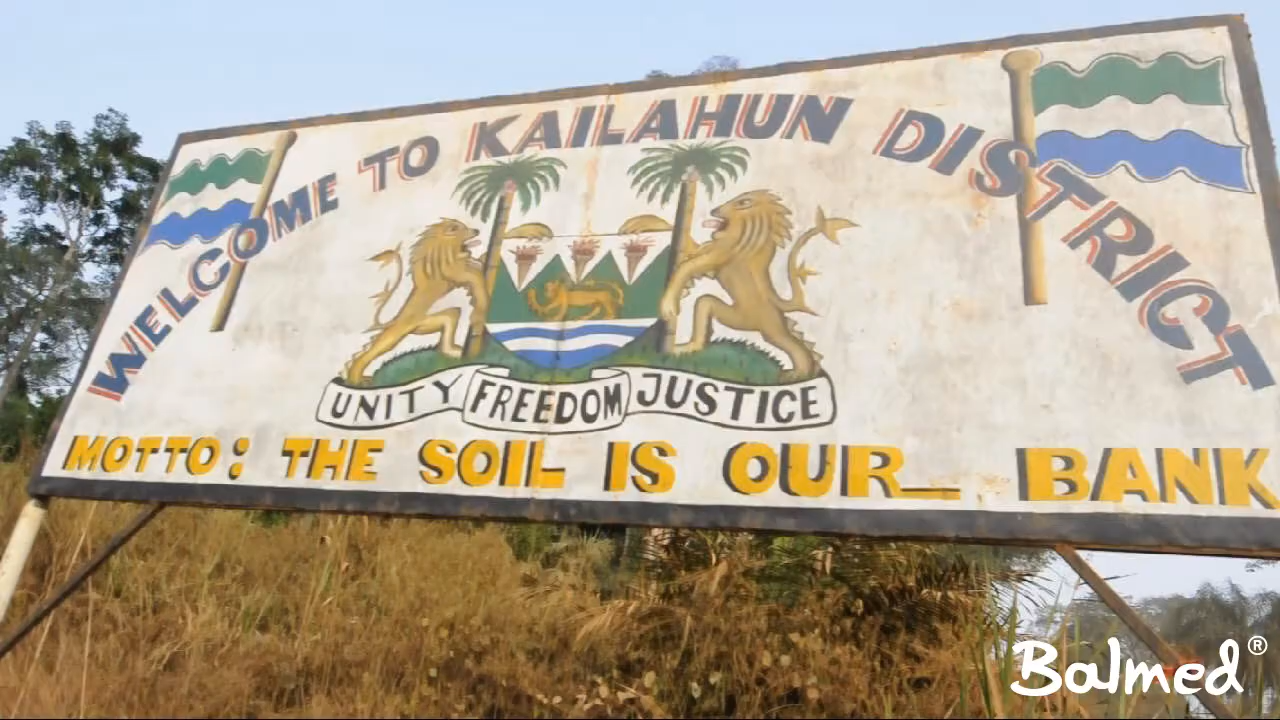 WELCOME TO KAILAHUN DISTRICT
UNITY FREEDOM JUSTICE
MOTTO: THE SOIL IS OUR BANK
Balmed®